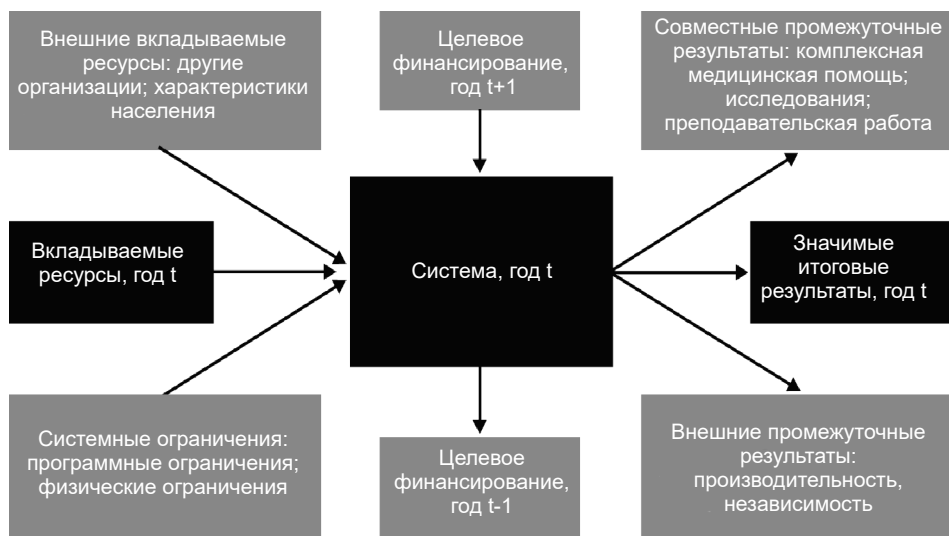 Внешние вкладываемые
ресурсы: другие
организации; характеристики
населения
Целевое
финансирование,
год t+1
Совместные промежуточные
результаты: комплексная
медицинская помощь;
исследования;
преподавательская работа
Вкладываемые
ресурсы, год t
Система, год t
Значимые
итоговые
результаты, год t
Системные ограничения:
программные ограничения;
физические ограничения
Целевое
финансирование,
год t-1
Внешние промежуточные
результаты:
производительность,
независимость